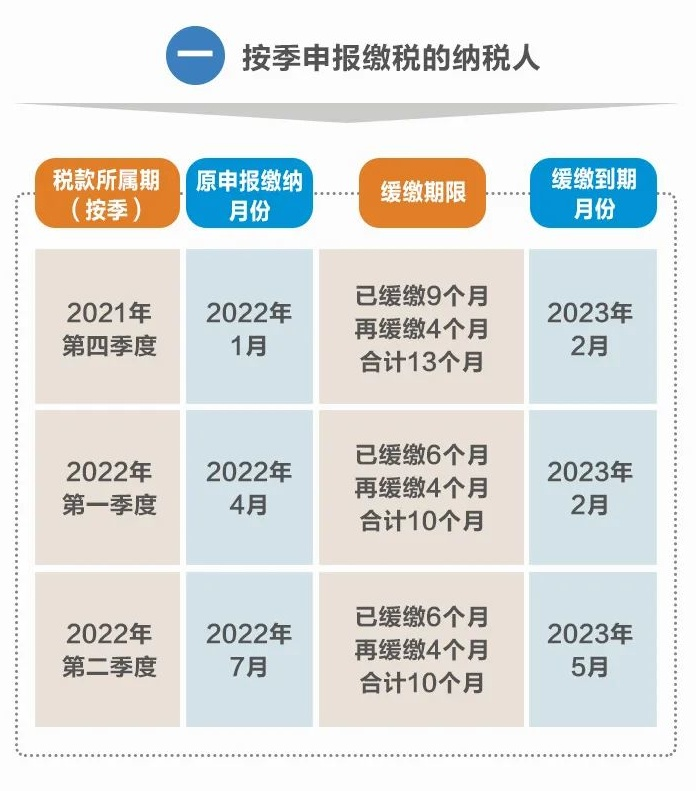 一 按季申报缴税的纳税人
税款所属期
（按季）
原申报缴纳
月份
缓缴期限
缓缴到期
月份
2021年
第四季度
2022年
1月
已缓缴9个月
再缓缴4个月
合计13个月
2023年
2月
2022年
第一季度
2022年
4月
已缓缴6个月
再缓缴4个月
合计10个月
2023年
2月
2022年
第二季度
2022年
7月
已缓缴6个月
再缓缴4个月
合计10个月
2023年
5月